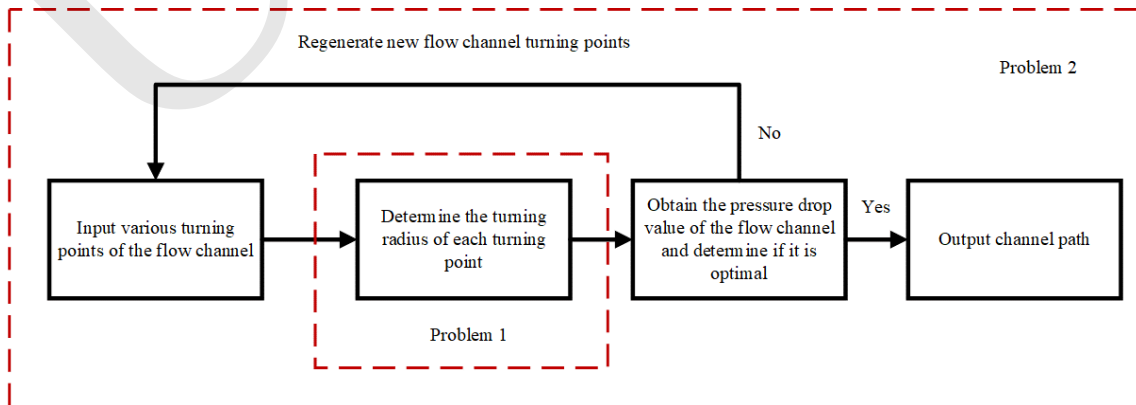 Regenerate new flow channel turning points
Problem 2
No
Input various turning
points of the flow channel
Determine the turning
radius of each turning
point
Obtain the pressure drop
value of the flow channel
and determine if it is
optimal
Yes
Output channel path
Problem 1